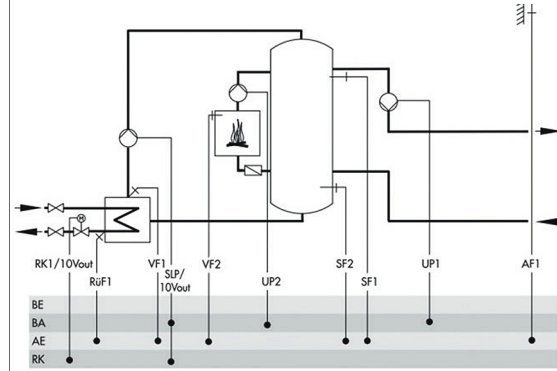 M
RK1/10Vout
RüF1
VF1
SLP/
10Vout
VF2
UP2
SF2
SF1
UP1
AF1
BE
BA
AE
RK